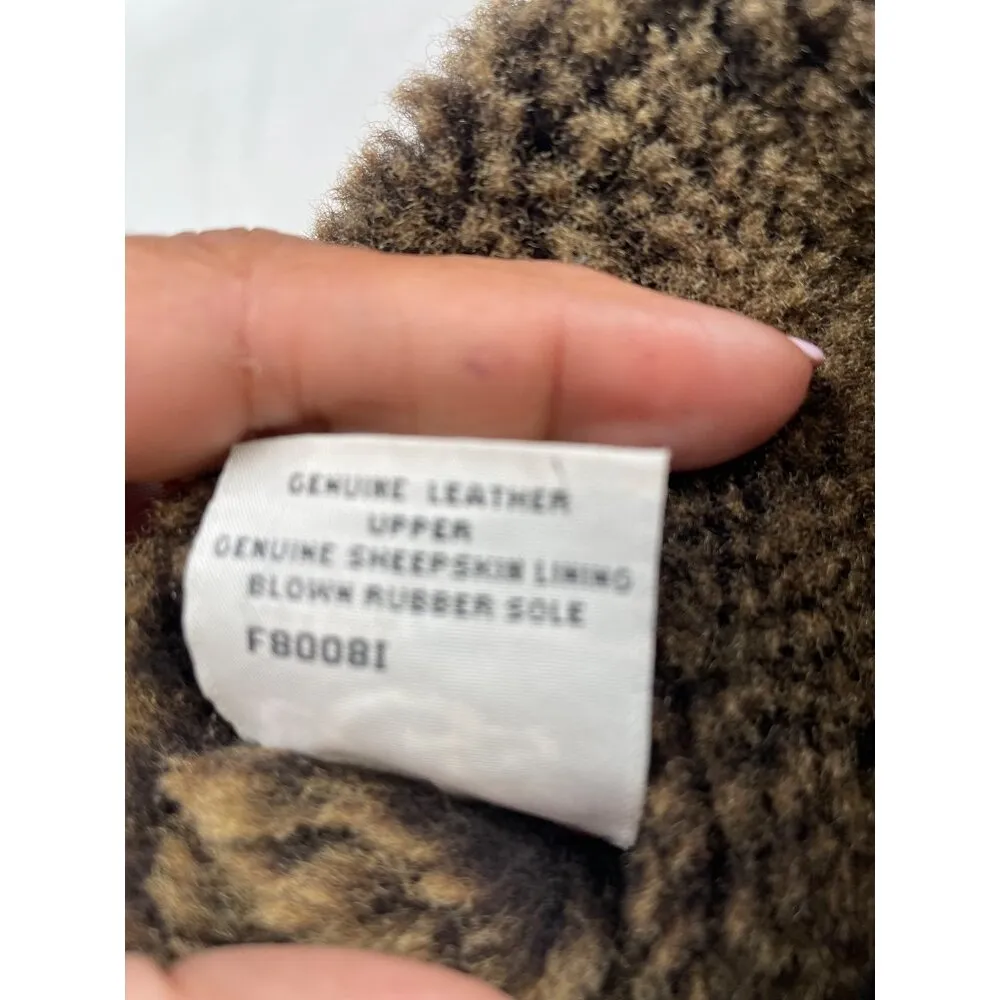 GENUINE LEATHER
UPPER
GENUINE SHEEPSKIN LINING
BLOWN RUBBER SOLE
F8008I